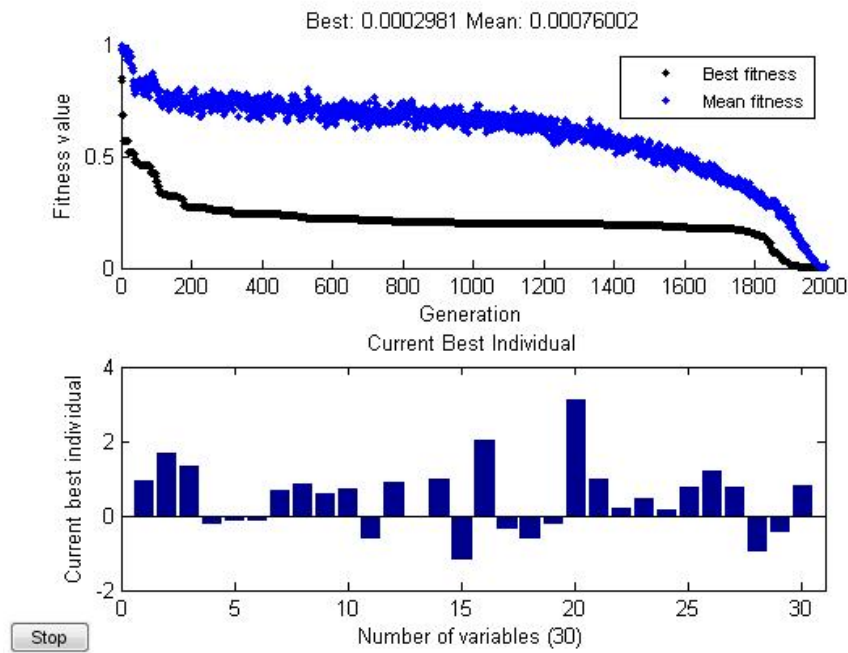 Best: 0.0002981 Mean: 0.00076002
1
0.5
0
Fitness value
Best fitness
Mean fitness
0 200 400 600 800 1000 1200 1400 1600 1800 2000
Generation
Current Best Individual
4
2
0
-2
Current best individual
0 5 10 15 20 25 30
Number of variables (30)
Stop